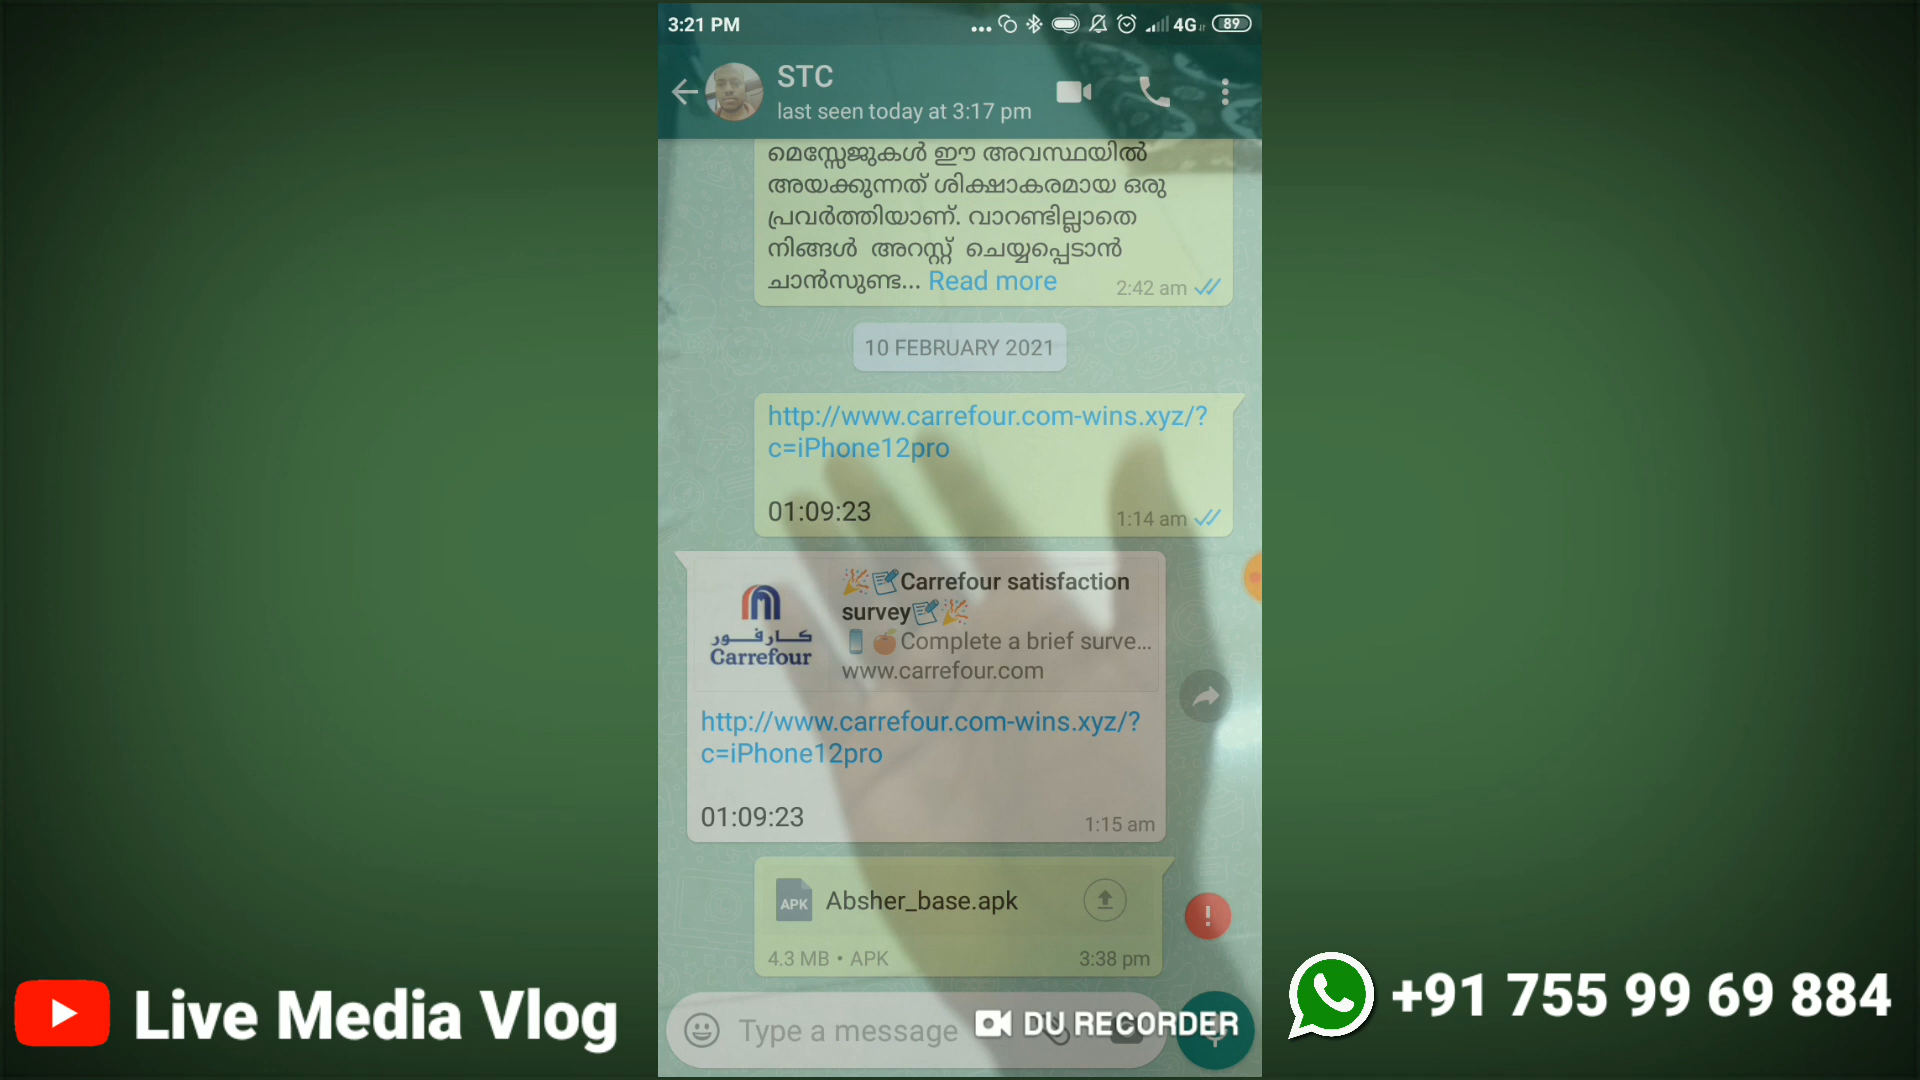 3:21 PM
4G
89
STC
last seen today at 3:17 pm
മെസ്സേജുകൾ ഈ അവസ്ഥയിൽ
അയക്കുന്നത് ശിക്ഷാകരമായ ഒരു
പ്രവർത്തിയാണ്. വാറണ്ടില്ലാതെ
നിങ്ങൾ അറസ്റ്റ് ചെയ്യപ്പെടാൻ
ചാൻസുണ്ട... Read more
2:42 am
10 FEBRUARY 2021
http://www.carrefour.com-wins.xyz/?
c=iPhone12pro
01:09:23
1:14 am
كارفور
Carrefour
Carrefour satisfaction
survey
Complete a brief surve...
www.carrefour.com
http://www.carrefour.com-wins.xyz/?
c=iPhone12pro
01:09:23
1:15 am
APK
Absher_base.apk
4.3 MB • APK
3:38 pm
Type a message
DU RECORDER
Live Media Vlog
+91 755 99 69 884